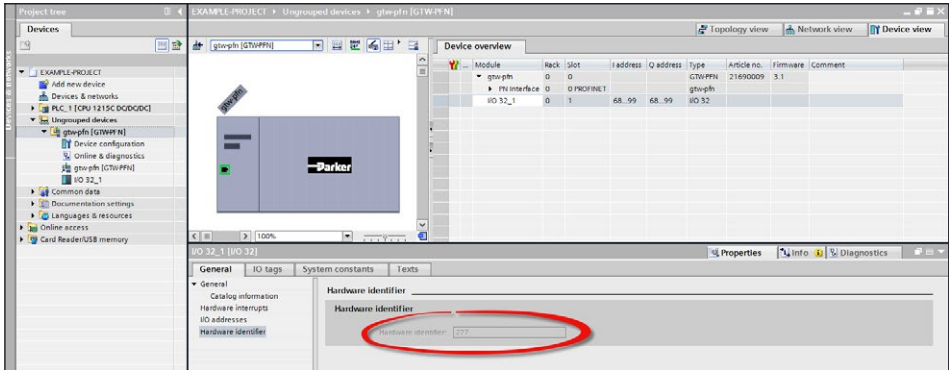 Project tree
EXAMPLE-PROJECT ▸ Ungrouped devices ▸ gtw-pfn [GTW-PFN]
Devices
Topology view Network view Device view
gtw-pfn [GTW-PFN]
Device overview
Module Rack Slot I address Q address Type Article no. Firmware Comment
gtw-pfn 0 0 GTW-PFN 21690009 3.1
PN Interface 0 0 PROFINET gtw-pfn
I/O 32_1 0 1 68...99 68...99 I/O 32
Devices & networks
EXAMPLE-PROJECT
Add new device
Devices & networks
PLC_1 [CPU 1215C DC/DC/DC]
Ungrouped devices
gtw-pfn [GTW-PFN]
Device configuration
Online & diagnostics
gtw-pfn [GTW-PFN]
I/O 32_1
Common data
Documentation settings
Languages & resources
Online access
Card Reader/USB memory
gtw-pfn
Parker
100%
I/O 32_1 [I/O 32]
Properties Info Diagnostics
General IO tags System constants Texts
General
Catalog information
Hardware interrupts
I/O addresses
Hardware identifier
Hardware identifier
Hardware identifier
Hardware identifier: 277